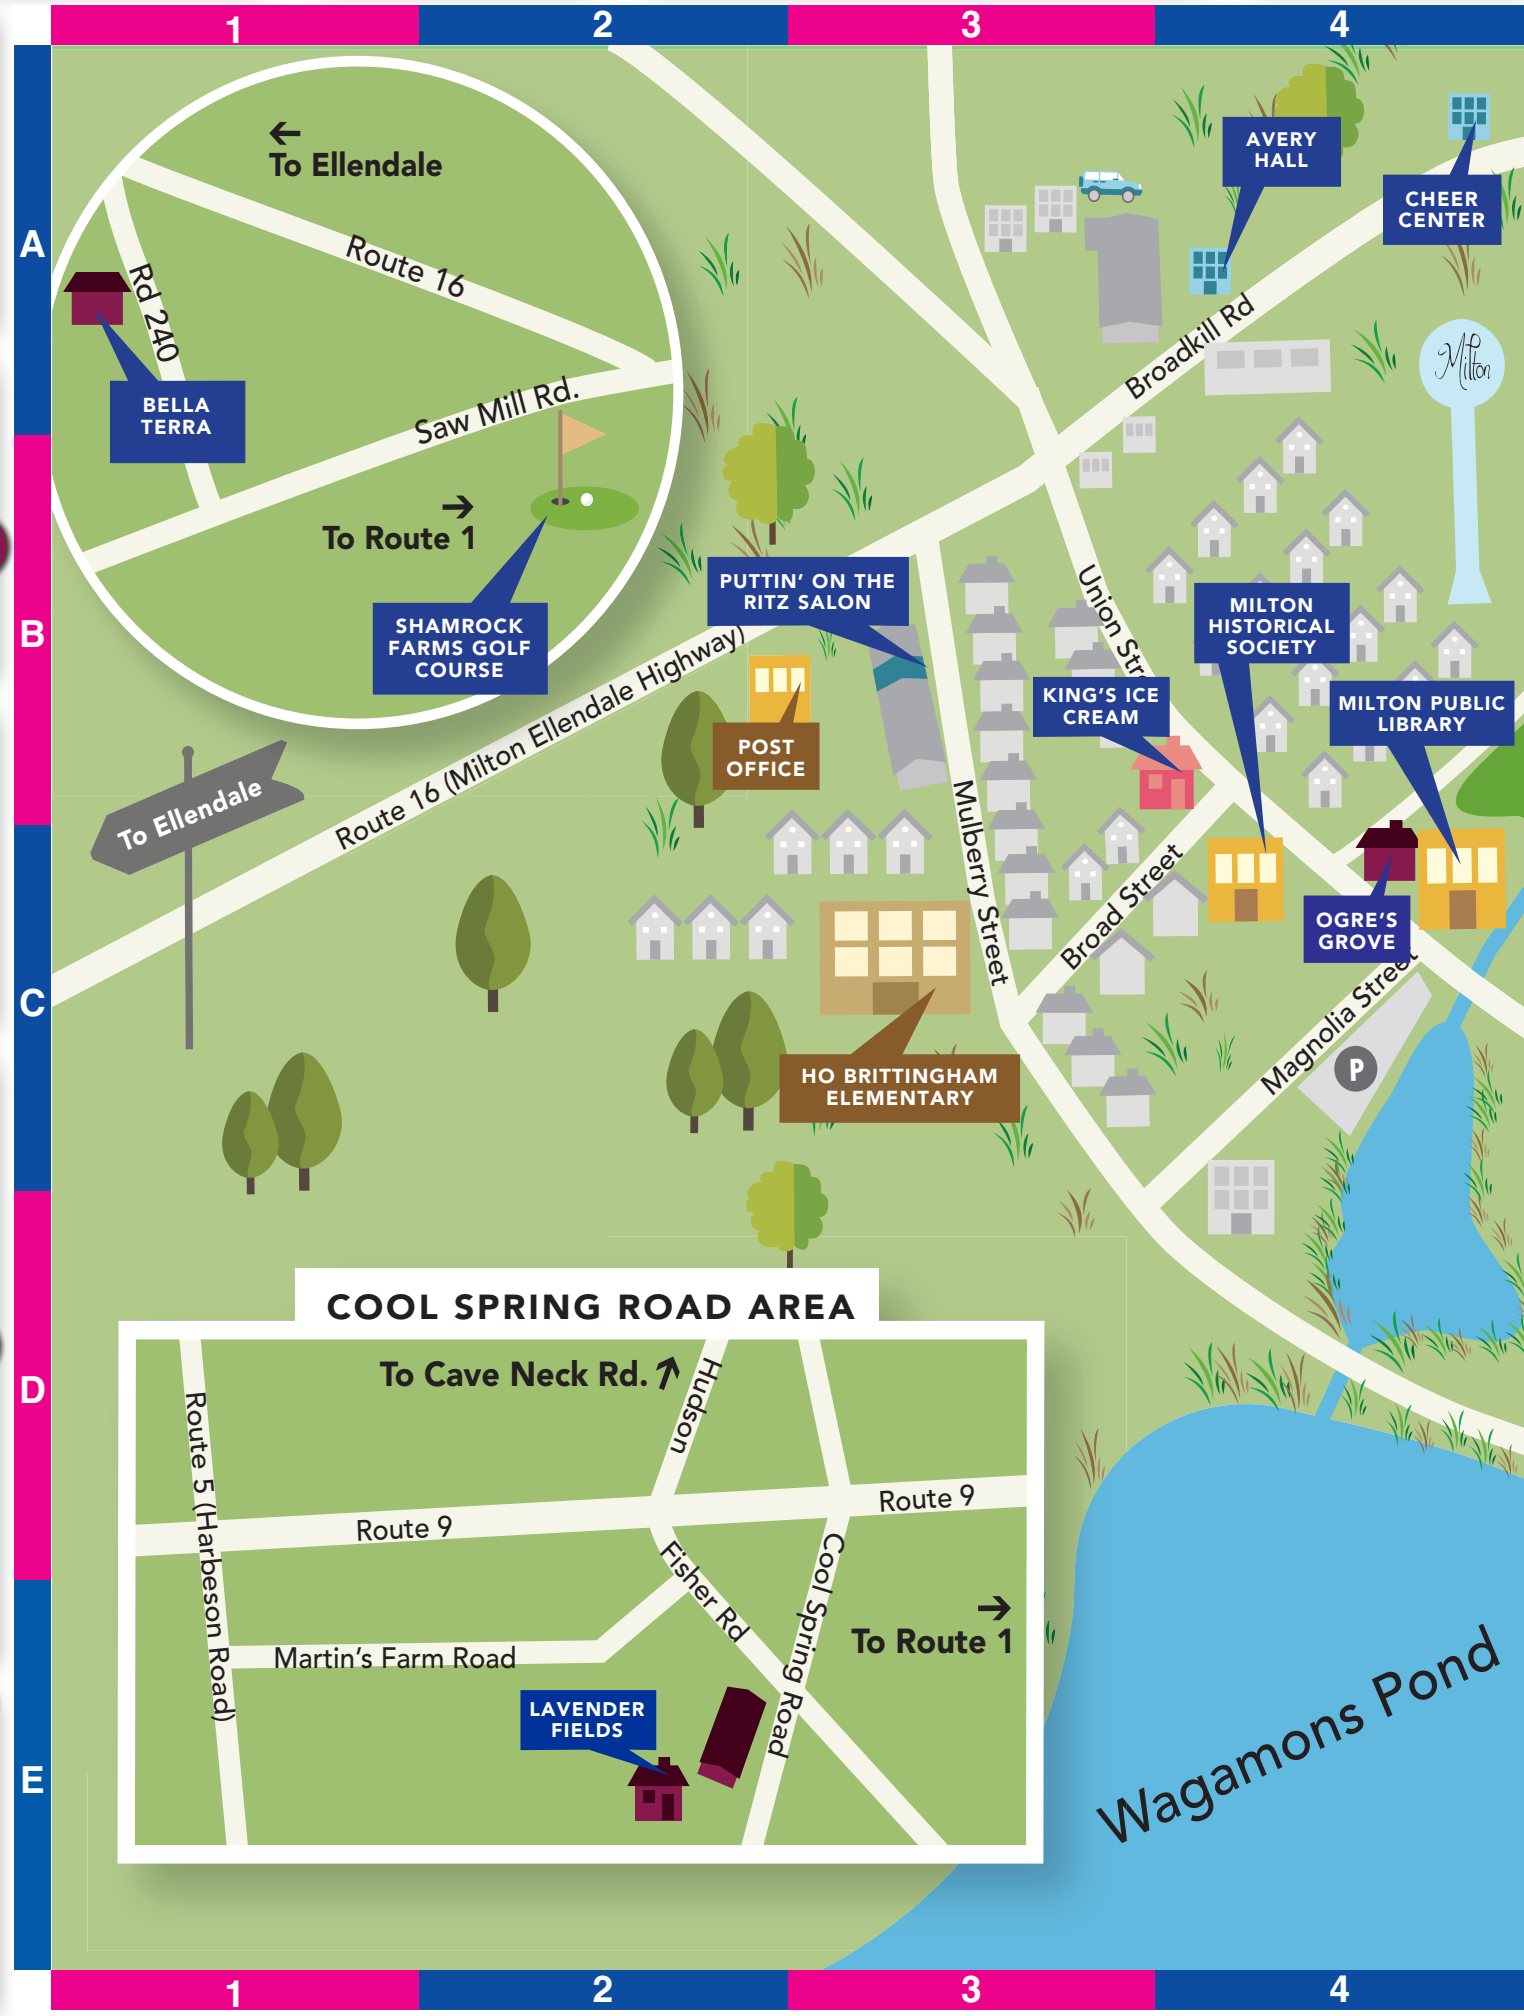 1
2
3
4
A
B
C
D
E
← To Ellendale
Route 16
Rd 240
BELLA
TERRA
Saw Mill Rd.
→ To Route 1
SHAMROCK
FARMS GOLF
COURSE
AVERY
HALL
CHEER
CENTER
Broadkill Rd
Milton
PUTTIN' ON THE
RITZ SALON
Union Stre
MILTON
HISTORICAL
SOCIETY
KING'S ICE
CREAM
MILTON PUBLIC
LIBRARY
POST
OFFICE
Route 16 (Milton Ellendale Highway)
To Ellendale
Mulberry Street
Broad Street
OGRE'S
GROVE
Magnolia Street
P
HO BRITTINGHAM
ELEMENTARY
COOL SPRING ROAD AREA
To Cave Neck Rd. ↗
Hudson
Route 5 (Harbeson Road)
Route 9
Route 9
Fisher Rd
Cool Spring Road
→ To Route 1
Martin's Farm Road
LAVENDER
FIELDS
Wagamons Pond
1
2
3
4